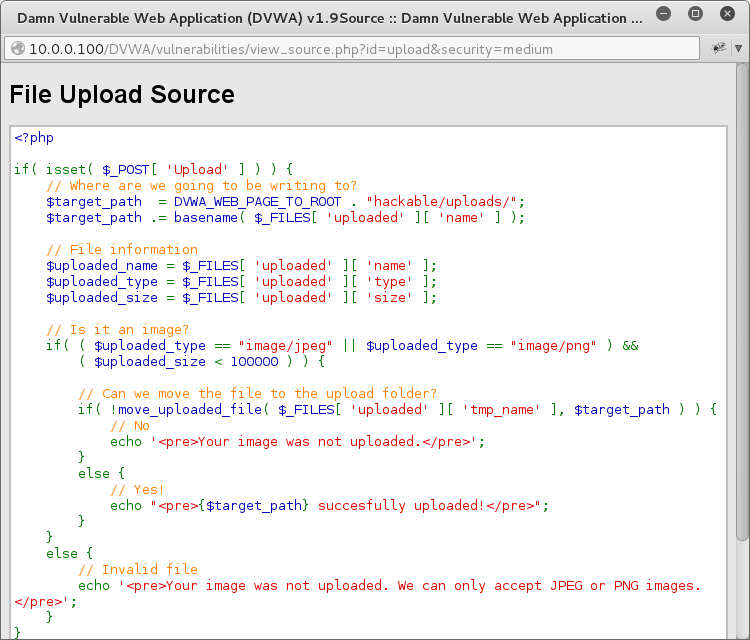 Damn Vulnerable Web Application (DVWA) v1.9Source :: Damn Vulnerable Web Application ...
10.0.0.100/DVWA/vulnerabilities/view_source.php?id=upload&security=medium
File Upload Source
<?php
if( isset( $_POST[ 'Upload' ] ) ) {
    // Where are we going to be writing to?
    $target_path  = DVWA_WEB_PAGE_TO_ROOT . "hackable/uploads/";
    $target_path .= basename( $_FILES[ 'uploaded' ][ 'name' ] );
    // File information
    $uploaded_name = $_FILES[ 'uploaded' ][ 'name' ];
    $uploaded_type = $_FILES[ 'uploaded' ][ 'type' ];
    $uploaded_size = $_FILES[ 'uploaded' ][ 'size' ];
    // Is it an image?
    if( ( $uploaded_type == "image/jpeg" || $uploaded_type == "image/png" ) &&
        ( $uploaded_size < 100000 ) ) {
        // Can we move the file to the upload folder?
        if( !move_uploaded_file( $_FILES[ 'uploaded' ][ 'tmp_name' ], $target_path ) ) {
            // No
            echo '<pre>Your image was not uploaded.</pre>';
        }
        else {
            // Yes!
            echo "<pre>{$target_path} succesfully uploaded!</pre>";
        }
    }
    else {
        // Invalid file
        echo '<pre>Your image was not uploaded. We can only accept JPEG or PNG images.
</pre>';
    }
}